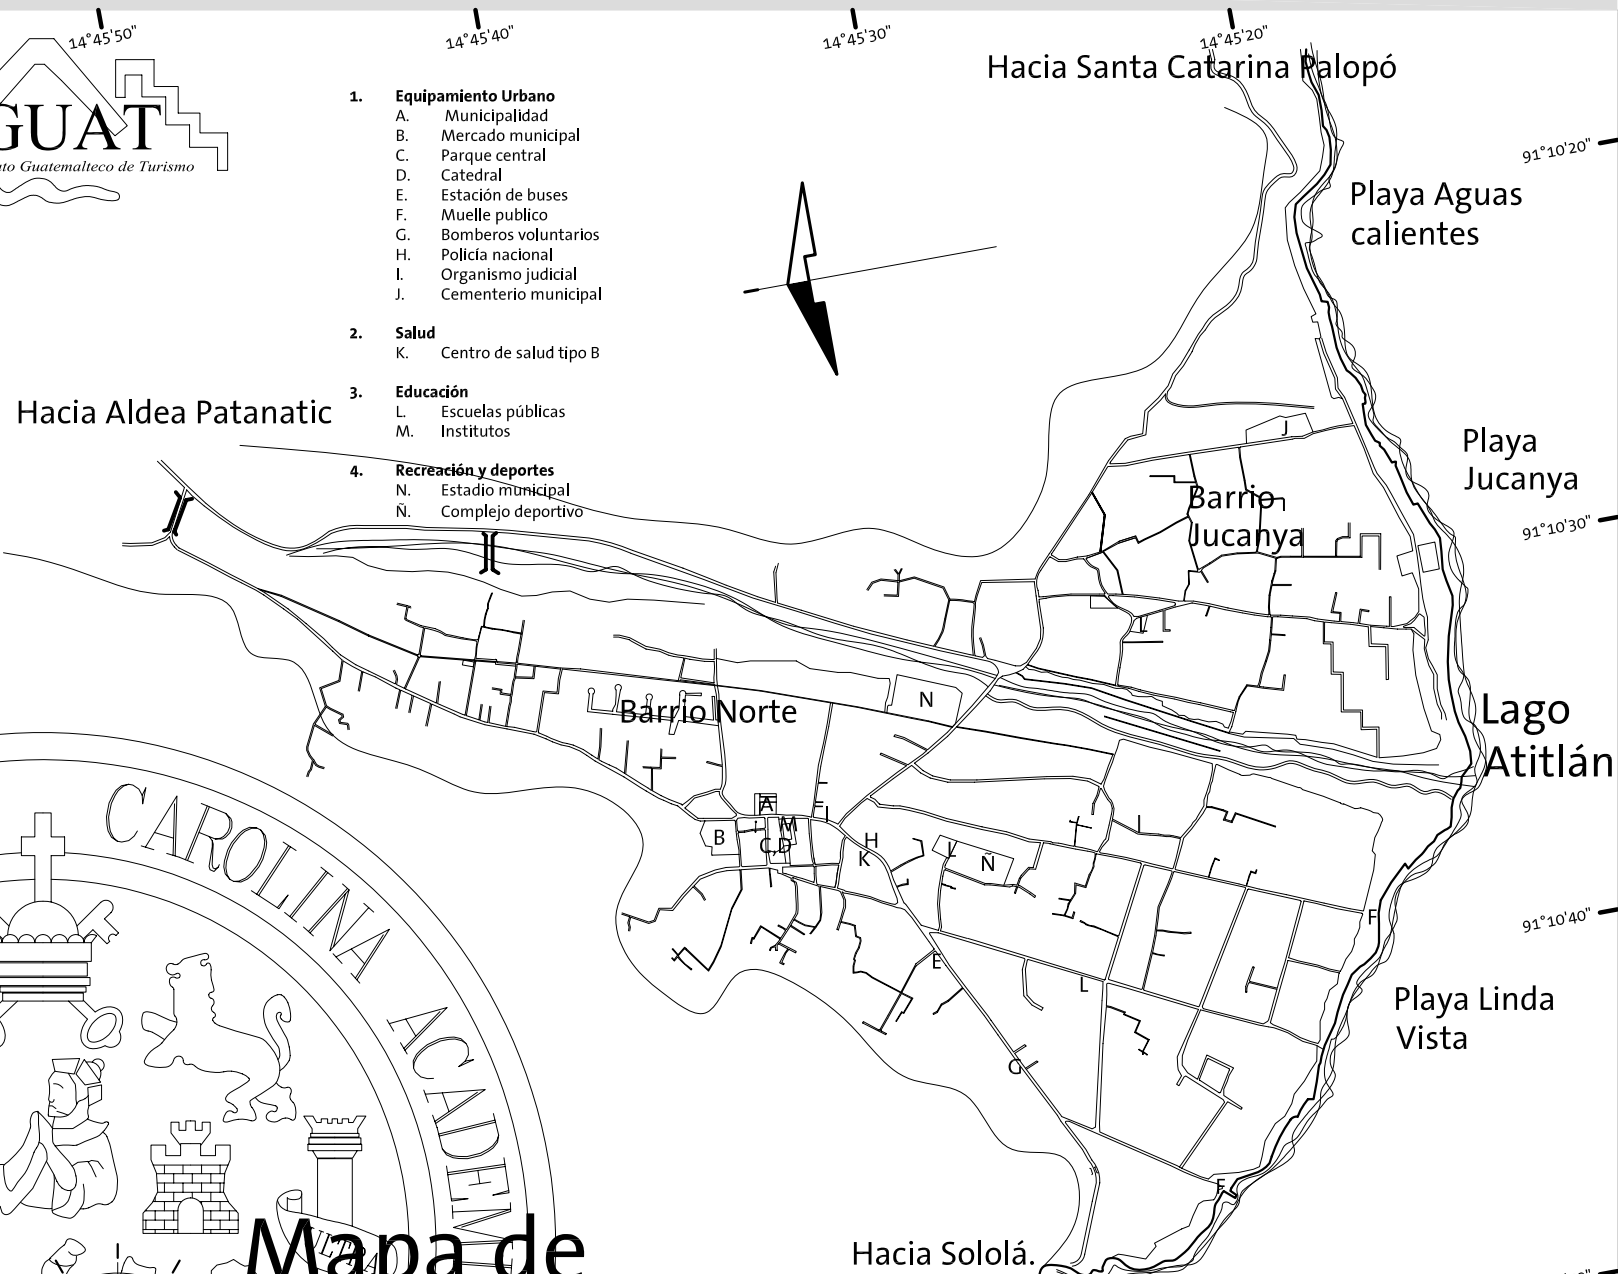 14°45'50"
14°45'40"
14°45'30"
14°45'20"
Hacia Santa Catarina Palopó
GUAT
Guatemalteco de Turismo
1. Equipamiento Urbano
A. Municipalidad
B. Mercado municipal
C. Parque central
D. Catedral
E. Estación de buses
F. Muelle publico
G. Bomberos voluntarios
H. Policía nacional
I. Organismo judicial
J. Cementerio municipal
2. Salud
K. Centro de salud tipo B
3. Educación
L. Escuelas públicas
M. Institutos
4. Recreación y deportes
N. Estadio municipal
Ñ. Complejo deportivo
91°10'20"
Playa Aguas
calientes
Hacia Aldea Patanatic
J
Playa
Jucanya
Barrio
Jucanya
91°10'30"
L
N
Barrio Norte
Lago
Atitlán
A
I
M
B
C,D
H
K
L
Ñ
F
91°10'40"
E
L
Playa Linda
Vista
G
F
Hacia Sololá.
CAROLINA ACADEM
ULTRA
Mapa de